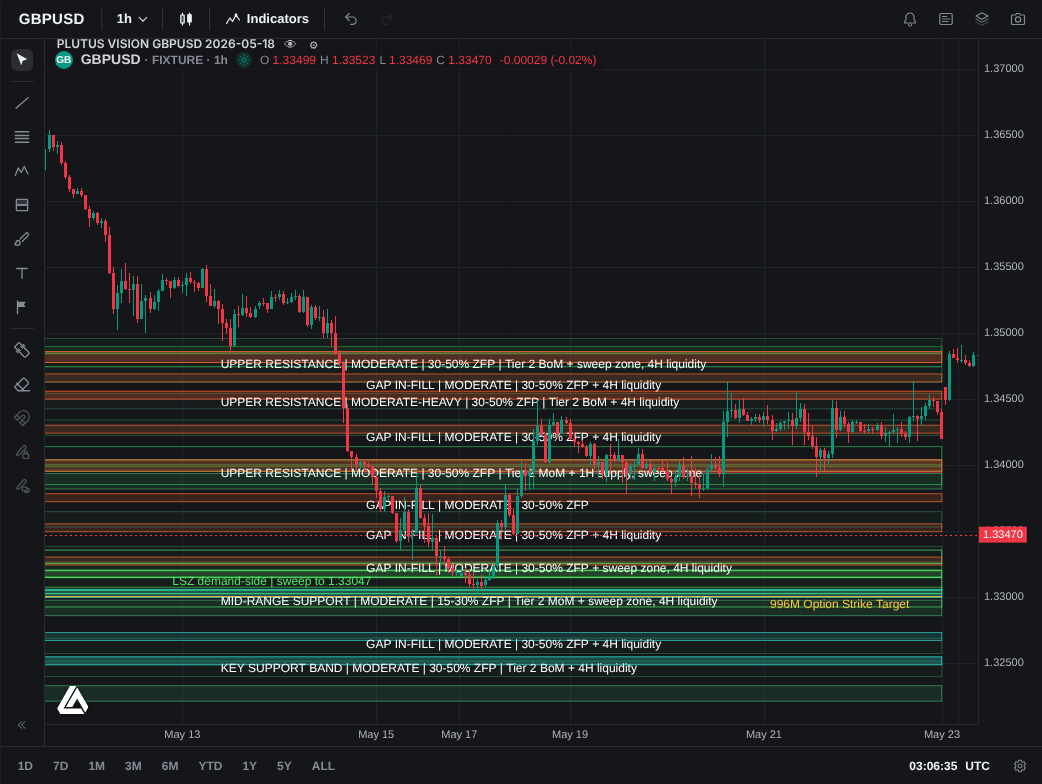 GBPUSD 1h Indicators
PLUTUS VISION GBPUSD 2026-05-18
GB GBPUSD · FIXTURE · 1h O 1.33499 H 1.33523 L 1.33469 C 1.33470 -0.00029 (-0.02%)
1.37000
1.36500
1.36000
1.35500
1.35000
UPPER RESISTANCE | MODERATE | 30-50% ZFP | Tier 2 BoM + sweep zone, 4H liquidity
GAP IN-FILL | MODERATE | 30-50% ZFP + 4H liquidity
UPPER RESISTANCE | MODERATE-HEAVY | 30-50% ZFP | Tier 2 BoM + 4H liquidity
1.34500
GAP IN-FILL | MODERATE | 30-50% ZFP + 4H liquidity
1.34000
UPPER RESISTANCE | MODERATE | 30-50% ZFP | Tier 2 MoM + 1H supply, sweep zone
GAP IN-FILL | MODERATE | 30-50% ZFP
GAP IN-FILL | MODERATE | 30-50% ZFP + 4H liquidity
1.33470
GAP IN-FILL | MODERATE | 30-50% ZFP + sweep zone, 4H liquidity
LSZ demand-side | sweep to 1.33047
1.33000
MID-RANGE SUPPORT | MODERATE | 15-30% ZFP | Tier 2 MoM + sweep zone, 4H liquidity
996M Option Strike Target
GAP IN-FILL | MODERATE | 30-50% ZFP + 4H liquidity
1.32500
KEY SUPPORT BAND | MODERATE | 30-50% ZFP | Tier 2 BoM + 4H liquidity
May 13 May 15 May 17 May 19 May 21 May 23
1D 7D 1M 3M 6M YTD 1Y 5Y ALL 03:06:35 UTC